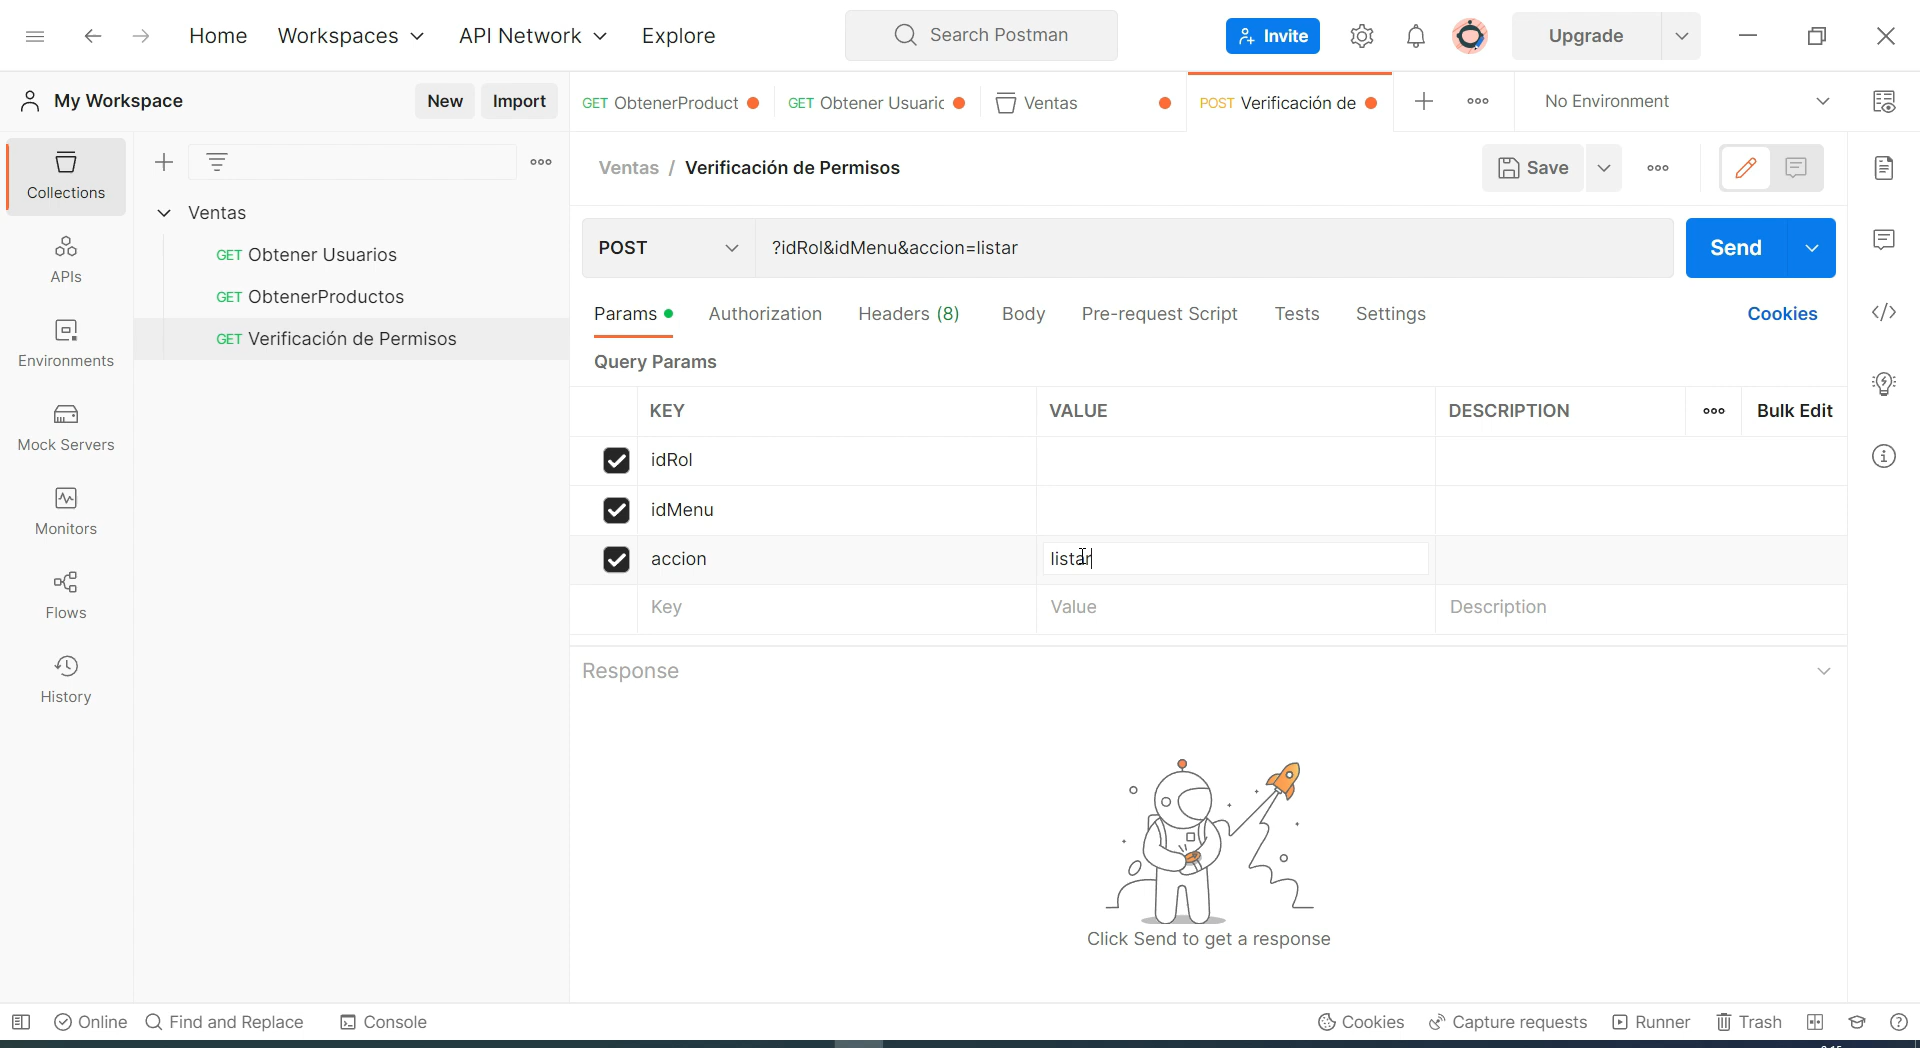 Home Workspaces API Network Explore Search Postman Invite Upgrade
My Workspace New Import
GET ObtenerProduct GET Obtener Usuaric Ventas POST Verificación de No Environment
Collections
APIs
Environments
Mock Servers
Monitors
Flows
History
Ventas
GET Obtener Usuarios
GET ObtenerProductos
GET Verificación de Permisos
Ventas / Verificación de Permisos Save
POST ?idRol&idMenu&accion=listar Send
Params Authorization Headers (8) Body Pre-request Script Tests Settings Cookies
Query Params
KEY VALUE DESCRIPTION Bulk Edit
idRol
idMenu
accion listar
Key Value Description
Response
Click Send to get a response
Online Find and Replace Console Cookies Capture requests Runner Trash